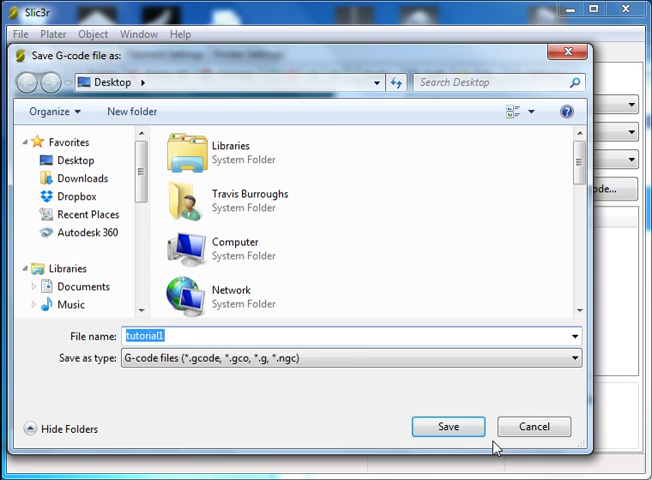 Slic3r
File Plater Object Window Help
Save G-code file as:
Desktop
Search Desktop
Organize New folder
Favorites
Desktop
Downloads
Dropbox
Recent Places
Autodesk 360
Libraries
Documents
Music
Libraries
System Folder
Travis Burroughs
System Folder
Computer
System Folder
Network
System Folder
ode...
File name: tutorial1
Save as type: G-code files (*.gcode, *.gco, *.g, *.ngc)
Hide Folders
Save Cancel